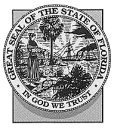 GREAT SEAL OF THE STATE OF FLORIDA
IN GOD WE TRUST